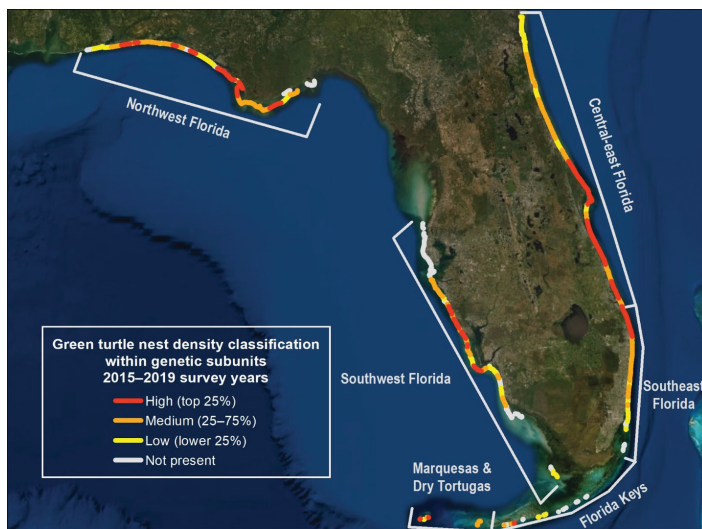 Northwest Florida
Central-east Florida
Green turtle nest density classification
within genetic subunits
2015–2019 survey years
High (top 25%)
Medium (25–75%)
Low (lower 25%)
Not present
Southwest Florida
Southeast
Florida
Marquesas &
Dry Tortugas
Florida Keys